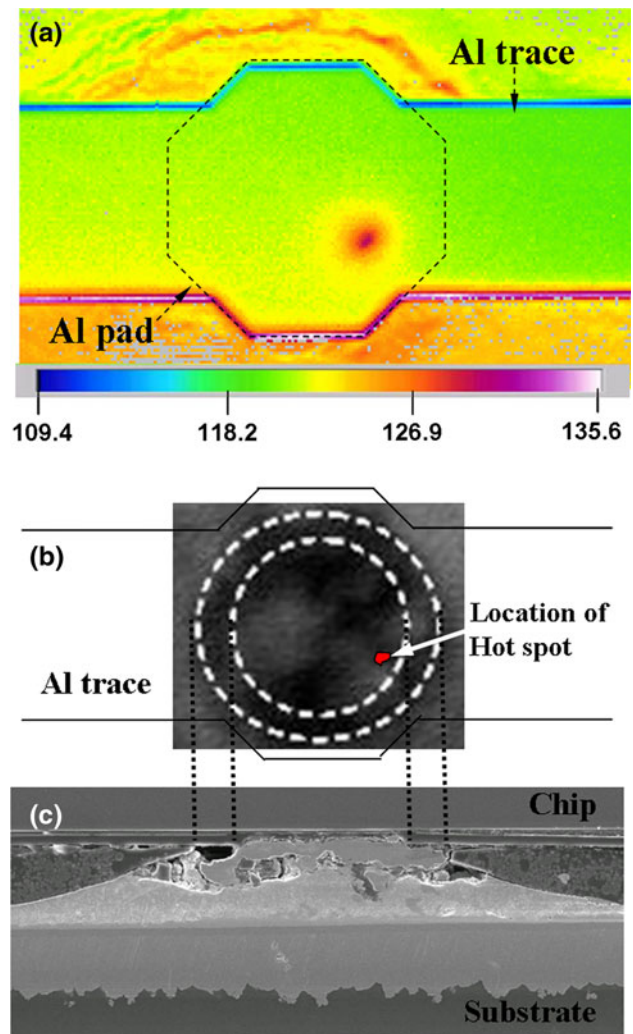 (a)
Al trace
Al pad
109.4 118.2 126.9 135.6
(b)
Location of
Hot spot
Al trace
(c)
Chip
Substrate